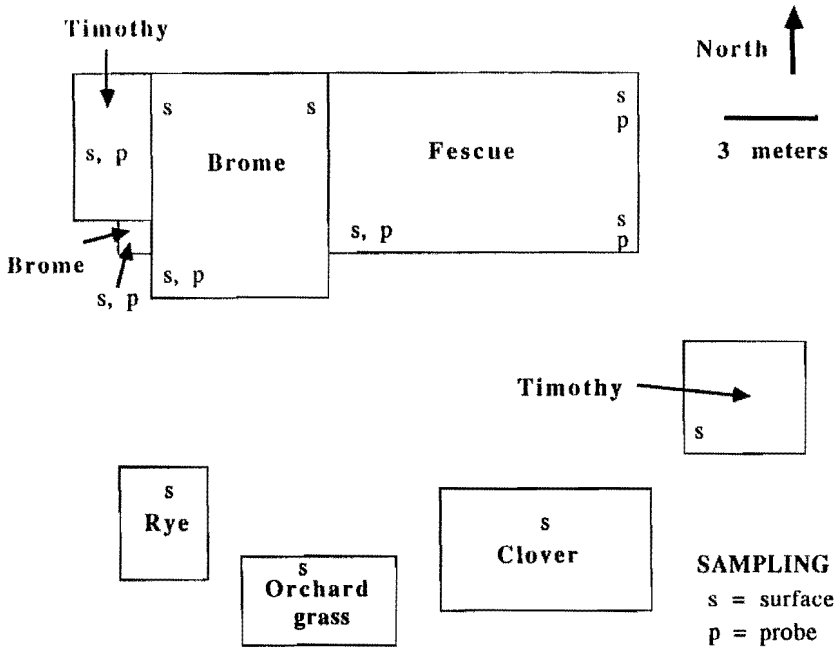 Timothy
North
s s
s
p
s, p
Brome
Fescue
3 meters
s, p
s
p
Brome
s, p
s, p
Timothy
s
s
Rye
s
Clover
s
Orchard
grass
SAMPLING
s = surface
p = probe